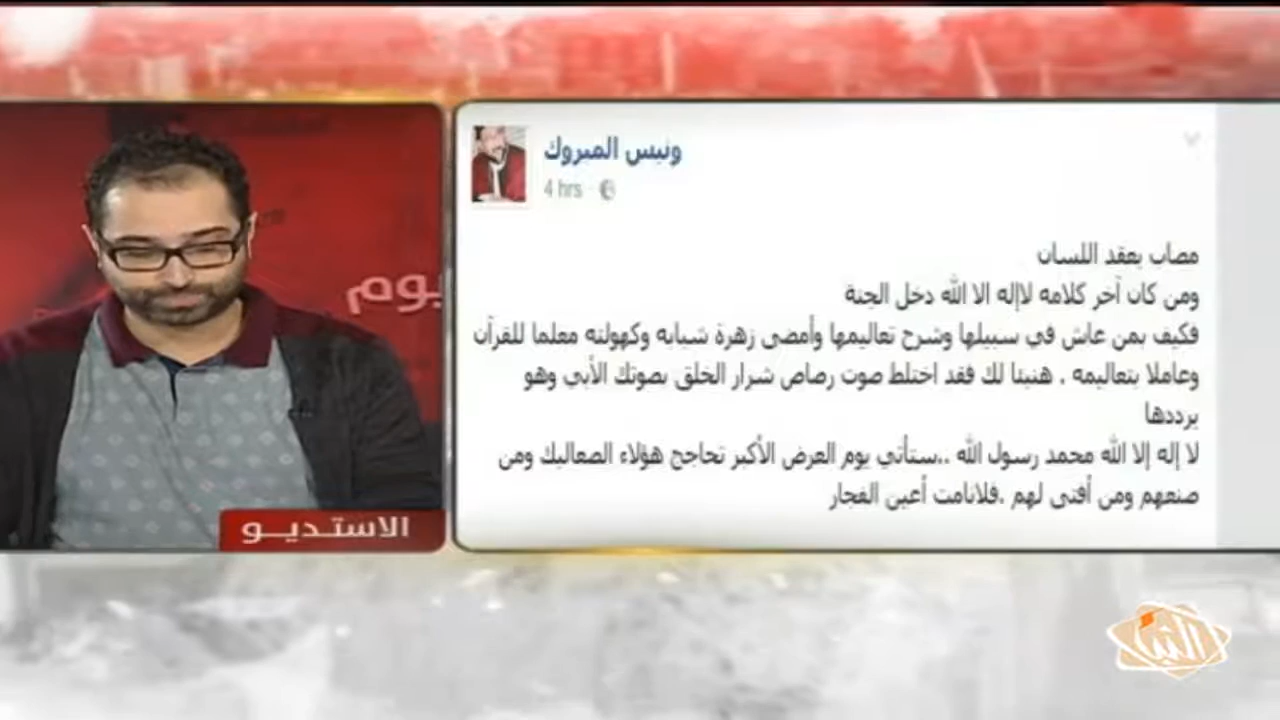 ونيس المبروك
4 hrs
مصاب يعقد اللسان
ومن كان آخر كلامه لاإله الا الله دخل الجنة
فكيف بمن عاش في سبيلها وشرح تعاليمها وأمضى زهرة شبابه وكهولته معلما للقرآن
وعاملا بتعاليمه . هنيئا لك فقد اختلط صوت رصاص شرار الخلق بصوتك الأبي وهو
يرددها
لا إله إلا الله محمد رسول الله ..ستأتي يوم العرض الأكبر تحاجج هؤلاء الصعاليك ومن
صنعهم ومن أفتى لهم .فلانامت أعين الفجار
يوم
الاستديو
النبأ